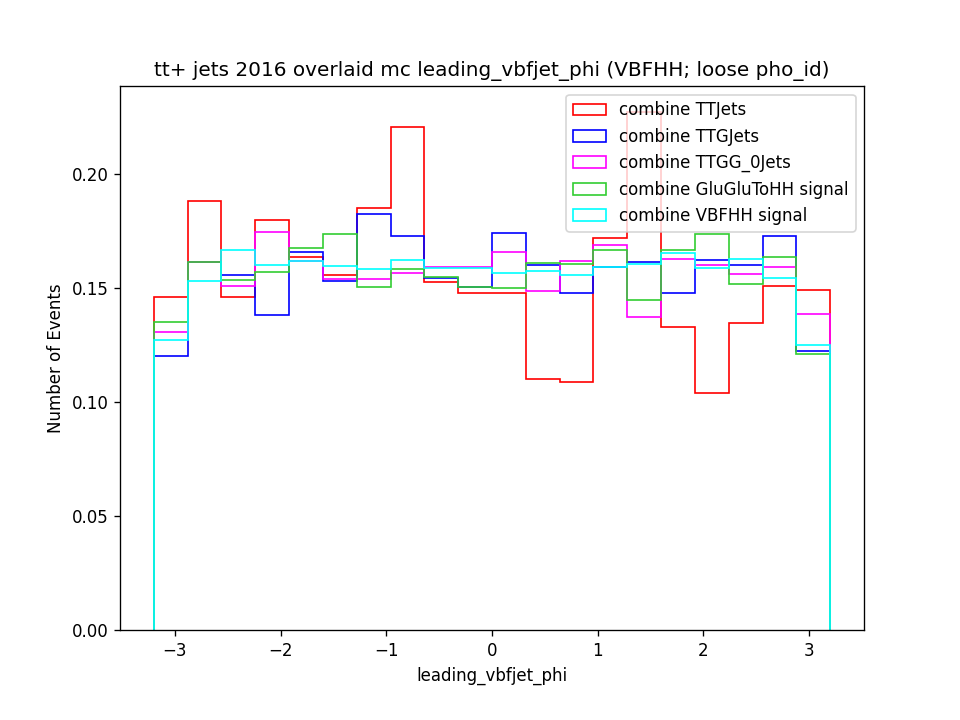 tt+ jets 2016 overlaid mc leading_vbfjet_phi (VBFHH; loose pho_id)
combine TTJets
combine TTGJets
combine TTGG_0Jets
combine GluGluToHH signal
combine VBFHH signal
Number of Events
0.20
0.15
0.10
0.05
0.00
−3 −2 −1 0 1 2 3
leading_vbfjet_phi